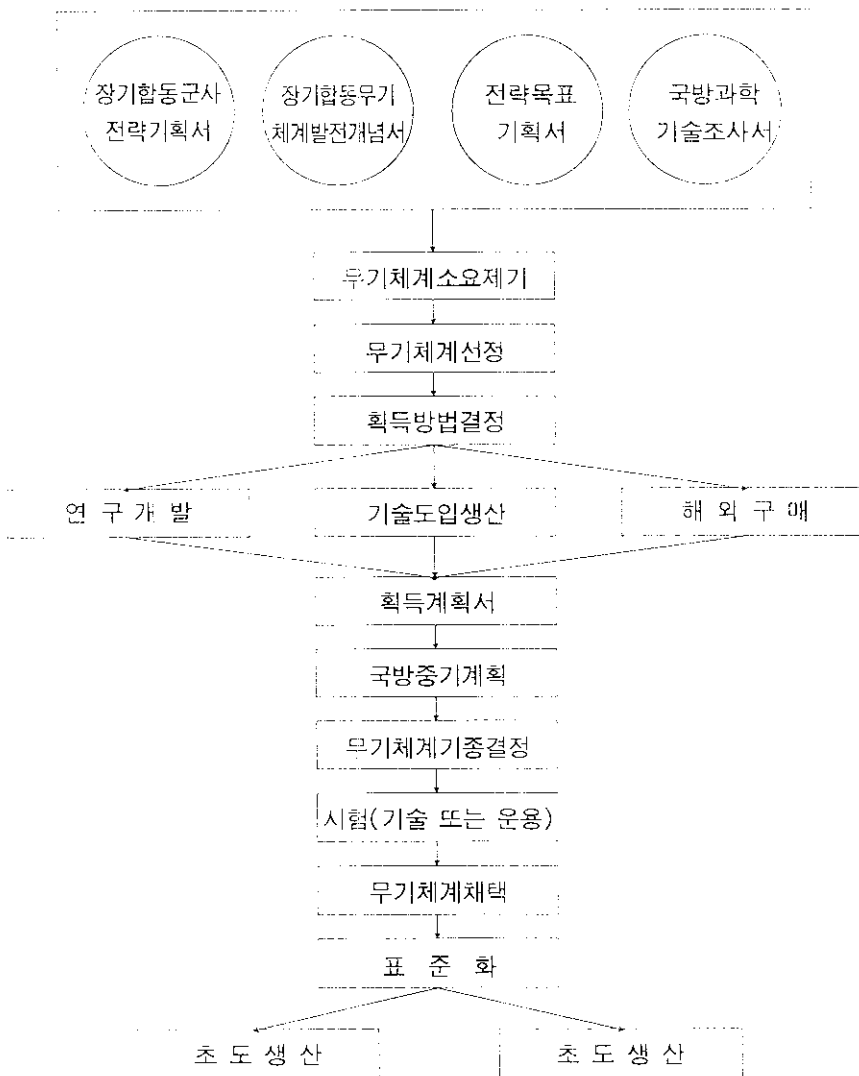 장기합동군사
전략기획서
장기합동무기
체계발전개념서
전략목표
기획서
국방과학
기술조사서
무기체계소요제기
무기체계선정
획득방법결정
연 구 개 발
기술도입생산
해 외 구 매
획득계획서
국방중기계획
무기체계기종결정
시험(기술 또는 운용)
무기체계채택
표 준 화
초 도 생 산
초 도 생 산